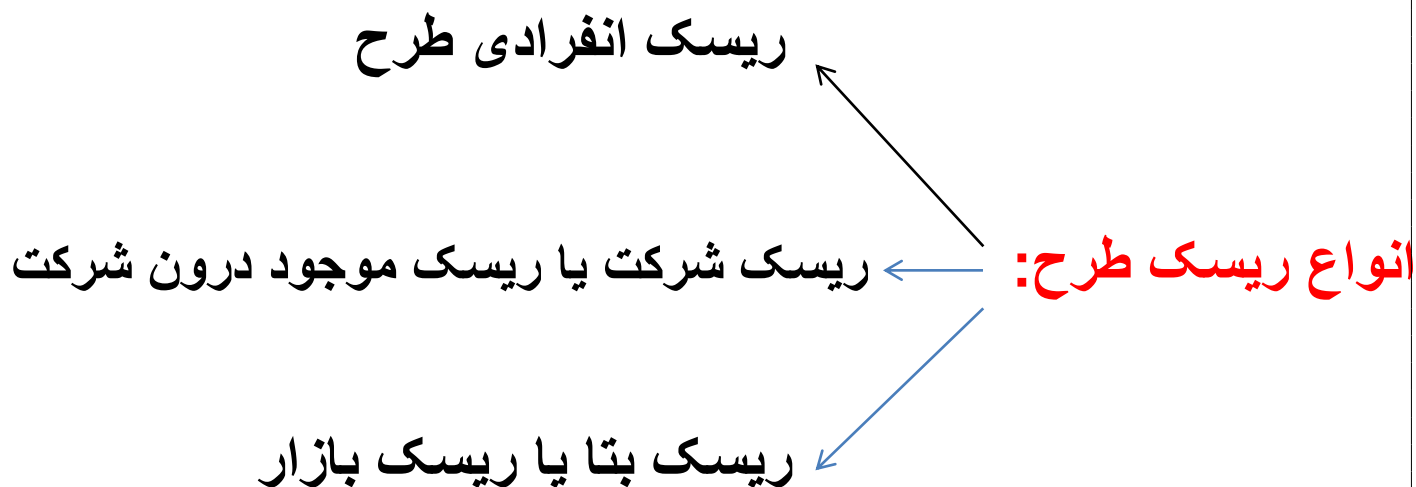 ریسک انفرادی طرح
انواع ریسک طرح:
ریسک شرکت یا ریسک موجود درون شرکت
ریسک بتا یا ریسک بازار